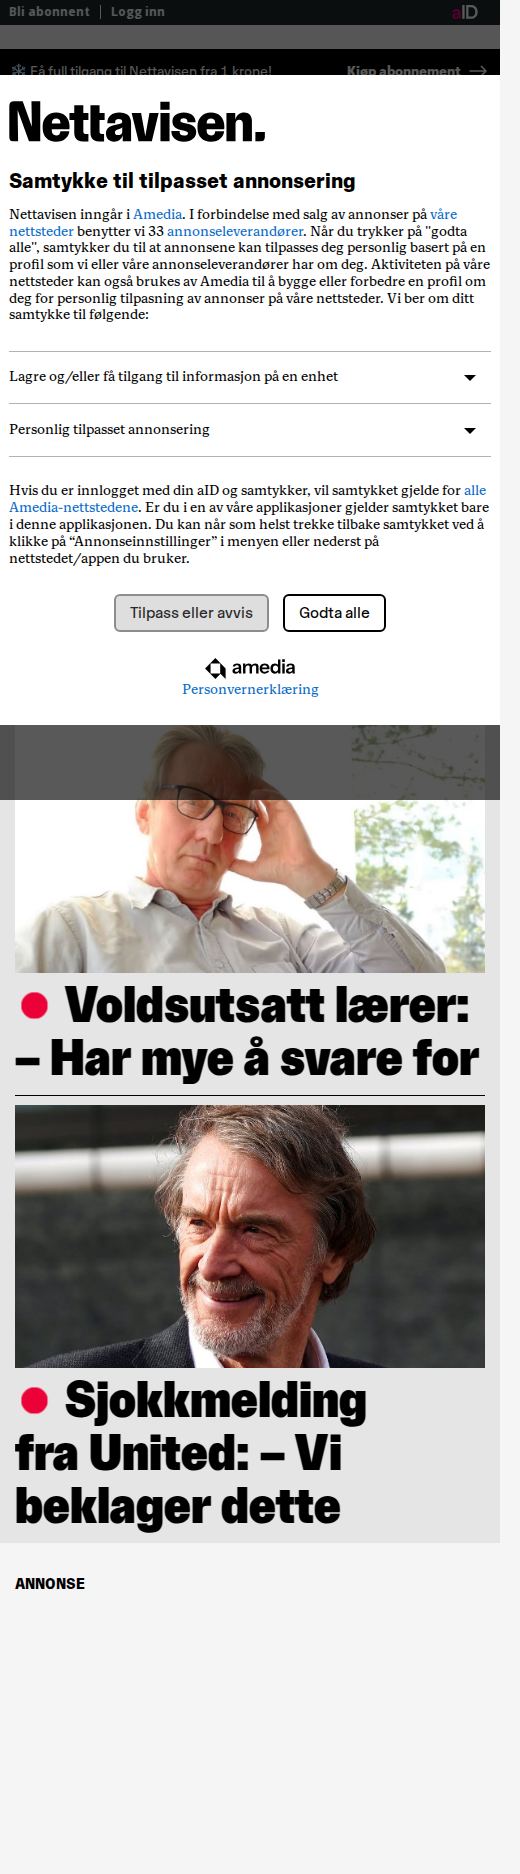 Bli abonnent
Logg inn
aID
Få full tilgang til Nettavisen fra 1 krone!
Kjøp abonnement
Nettavisen.
Samtykke til tilpasset annonsering
Nettavisen inngår i Amedia. I forbindelse med salg av annonser på våre
nettsteder benytter vi 33 annonseleverandører. Når du trykker på "godta
alle", samtykker du til at annonsene kan tilpasses deg personlig basert på en
profil som vi eller våre annonseleverandører har om deg. Aktiviteten på våre
nettsteder kan også brukes av Amedia til å bygge eller forbedre en profil om
deg for personlig tilpasning av annonser på våre nettsteder. Vi ber om ditt
samtykke til følgende:
Lagre og/eller få tilgang til informasjon på en enhet
Personlig tilpasset annonsering
Hvis du er innlogget med din aID og samtykker, vil samtykket gjelde for alle
Amedia-nettstedene. Er du i en av våre applikasjoner gjelder samtykket bare
i denne applikasjonen. Du kan når som helst trekke tilbake samtykket ved å
klikke på “Annonseinnstillinger” i menyen eller nederst på
nettstedet/appen du bruker.
Tilpass eller avvis
Godta alle
amedia
Personvernerklæring
Voldsutsatt lærer:
– Har mye å svare for
Sjokkmelding
fra United: – Vi
beklager dette
ANNONSE